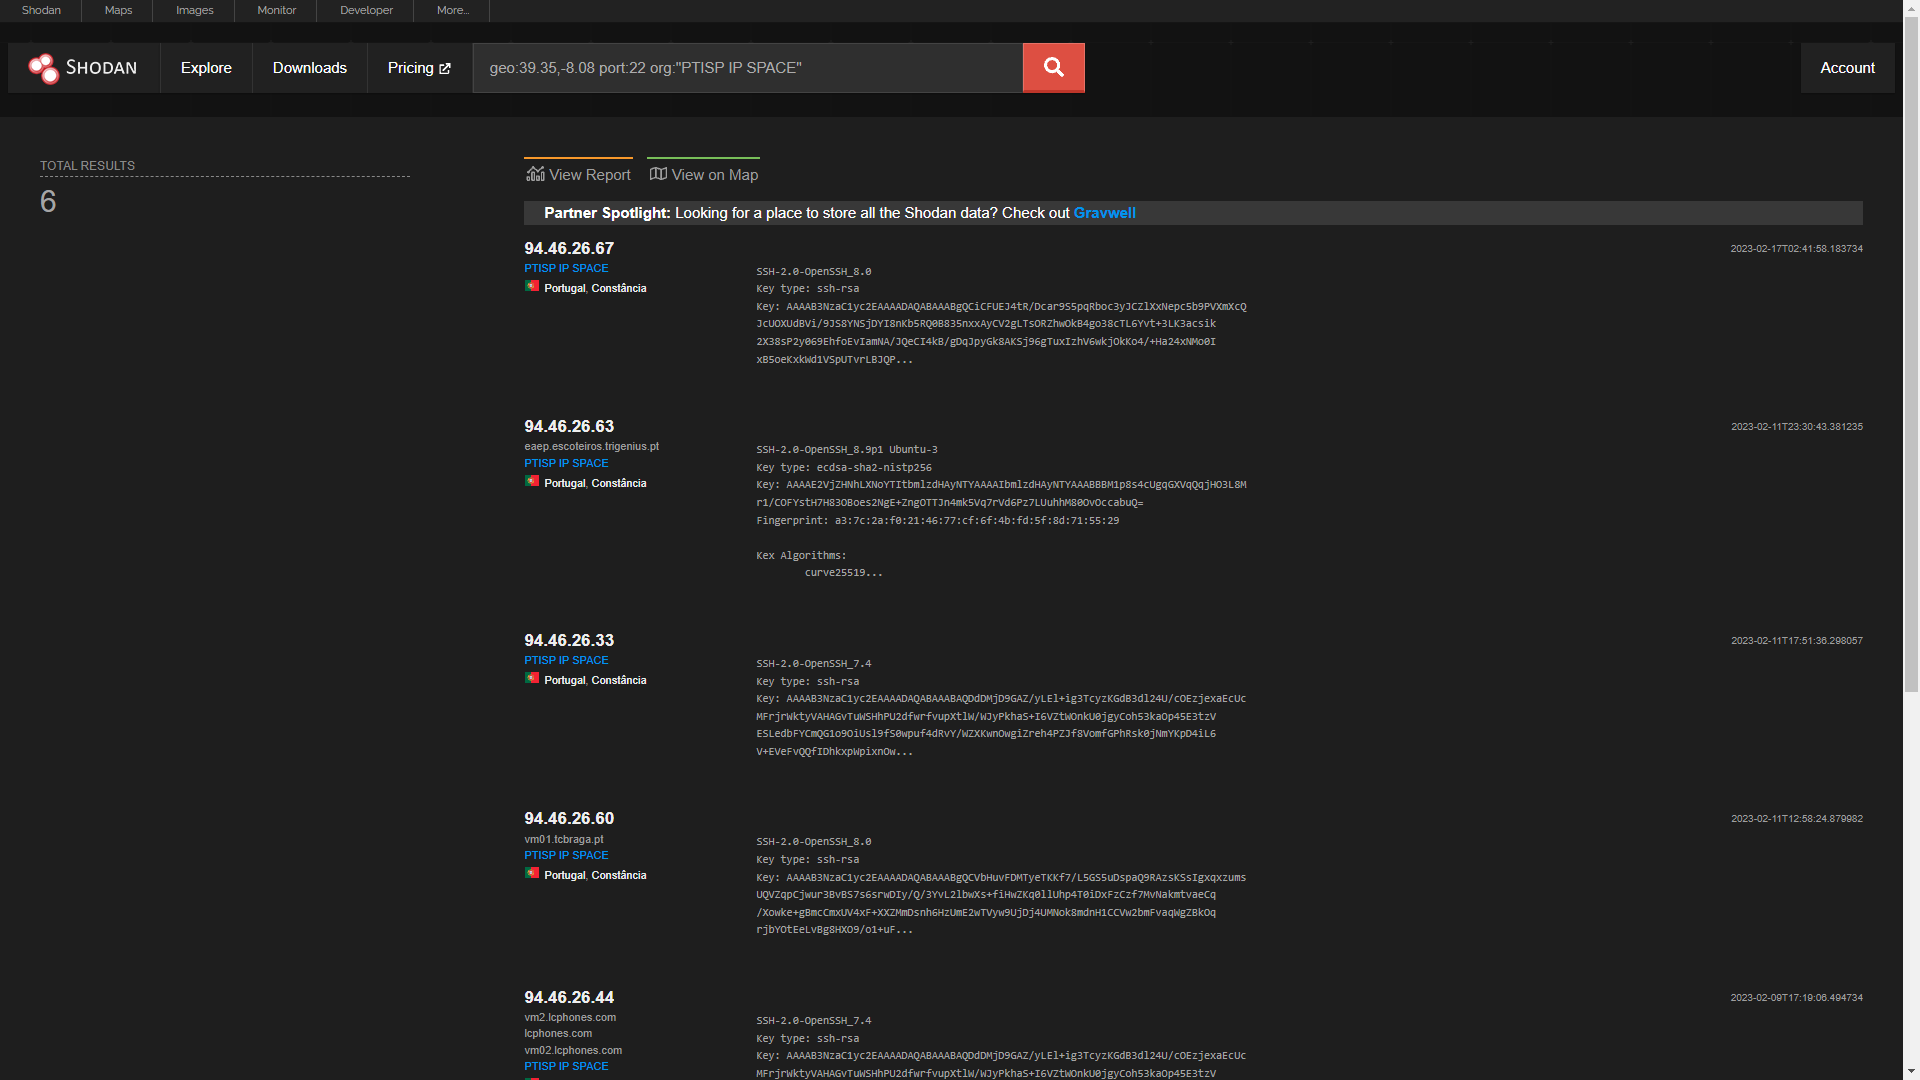 Shodan
Maps
Images
Monitor
Developer
More...
SHODAN
Explore
Downloads
Pricing
geo:39.35,-8.08 port:22 org:"PTISP IP SPACE"
Account
TOTAL RESULTS
6
View Report
View on Map
Partner Spotlight: Looking for a place to store all the Shodan data? Check out Gravwell
94.46.26.67
2023-02-17T02:41:58.183734
PTISP IP SPACE
Portugal, Constância
SSH-2.0-OpenSSH_8.0
Key type: ssh-rsa
Key: AAAAB3NzaC1yc2EAAAADAQABAAABgQCiCFUEJ4tR/Dcar9S5pqRboc3yJCZlXxNepc5b9PVXmXcQ
JcUOXUdBVi/9JS8YNSjDYI8nKb5RQ0B835nxxAyCV2gLTsORZhwOkB4go38cTL6Yvt+3LK3acsik
2X38sP2y069EhfoEvIamNA/JQeCI4kB/gDqJpyGk8AKSj96gTuxIzhV6wkjOkKo4/+Ha24xNMo0I
xB5oeKxkWd1VSpUTvrLBJQP...
94.46.26.63
2023-02-11T23:30:43.381235
eaep.escoteiros.trigenius.pt
PTISP IP SPACE
Portugal, Constância
SSH-2.0-OpenSSH_8.9p1 Ubuntu-3
Key type: ecdsa-sha2-nistp256
Key: AAAAE2VjZHNhLXNoYTItbmlzdHAyNTYAAAAIbmlzdHAyNTYAAABBBM1p8s4cUgqGXVqQqjHO3L8M
r1/COFYstH7H83OBoes2NgE+ZngOTTJn4mk5Vq7rVd6Pz7LUuhhM80OvOccabuQ=
Fingerprint: a3:7c:2a:f0:21:46:77:cf:6f:4b:fd:5f:8d:71:55:29
Kex Algorithms:
curve25519...
94.46.26.33
2023-02-11T17:51:36.298057
PTISP IP SPACE
Portugal, Constância
SSH-2.0-OpenSSH_7.4
Key type: ssh-rsa
Key: AAAAB3NzaC1yc2EAAAADAQABAAABAQDdDMjD9GAZ/yLEl+ig3TcyzKGdB3dl24U/cOEzjexaEcUc
MFrjrWktyVAHAGvTuWSHhPU2dfwrfvupXtlW/WJyPkhaS+I6VZtWOnkU0jgyCoh53kaOp45E3tzV
ESLedbFYCmQG1o9OiUsl9fS0wpuf4dRvY/WZXKwnOwgiZreh4PZJf8VomfGPhRsk0jNmYKpD4iL6
V+EVeFvQQfIDhkxpWpixnOw...
94.46.26.60
2023-02-11T12:58:24.879982
vm01.tcbraga.pt
PTISP IP SPACE
Portugal, Constância
SSH-2.0-OpenSSH_8.0
Key type: ssh-rsa
Key: AAAAB3NzaC1yc2EAAAADAQABAAABgQCVbHuvFDMTyeTKKf7/L5GS5uDspaQ9RAzsKSsIgxqxzums
UQVZqpCjwur3BvBS7s6srwDIy/Q/3YvL2lbwXs+fiHwZKq0llUhp4T0iDxFzCzf7MvNakmtvaeCq
/Xowke+gBmcCmxUV4xF+XXZMmDsnh6HzUmE2wTVyw9UjDj4UMNok8mdnH1CCVw2bmFvaqWgZBkOq
rjbYOtEeLvBg8HXO9/o1+uF...
94.46.26.44
2023-02-09T17:19:06.494734
vm2.lcphones.com
lcphones.com
vm02.lcphones.com
PTISP IP SPACE
SSH-2.0-OpenSSH_7.4
Key type: ssh-rsa
Key: AAAAB3NzaC1yc2EAAAADAQABAAABAQDdDMjD9GAZ/yLEl+ig3TcyzKGdB3dl24U/cOEzjexaEcUc
MFrjrWktyVAHAGvTuWSHhPU2dfwrfvupXtlW/WJyPkhaS+I6VZtWOnkU0jgyCoh53kaOp45E3tzV